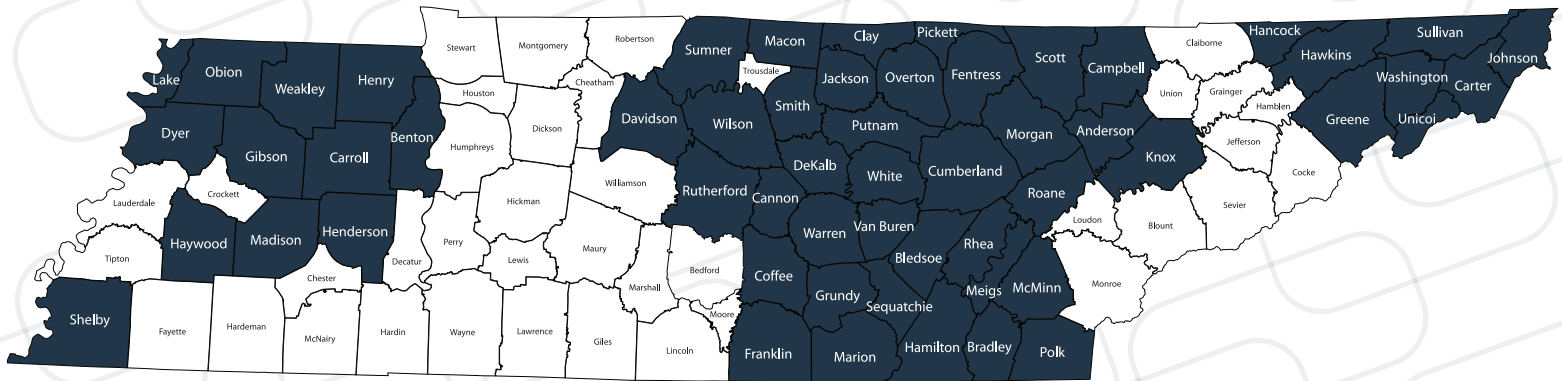 Lake
Obion
Weakley
Henry
Stewart
Montgomery
Robertson
Sumner
Macon
Clay
Pickett
Scott
Campbell
Claiborne
Hancock
Hawkins
Sullivan
Johnson
Trousdale
Jackson
Overton
Fentress
Union
Grainger
Hamblen
Washington
Carter
Houston
Cheatham
Smith
Dyer
Benton
Dickson
Davidson
Wilson
Putnam
Morgan
Anderson
Greene
Unicoi
Gibson
Carroll
Humphreys
Knox
Jefferson
DeKalb
White
Cumberland
Cocke
Crockett
Lauderdale
Williamson
Rutherford
Cannon
Roane
Hickman
Sevier
Loudon
Blount
Haywood
Madison
Henderson
Perry
Maury
Warren
Van Buren
Rhea
Tipton
Decatur
Lewis
Bedford
Bledsoe
Chester
Marshall
Coffee
Grundy
Meigs
McMinn
Monroe
Sequatchie
Moore
Shelby
Fayette
Hardeman
McNairy
Hardin
Wayne
Lawrence
Giles
Lincoln
Franklin
Marion
Hamilton
Bradley
Polk